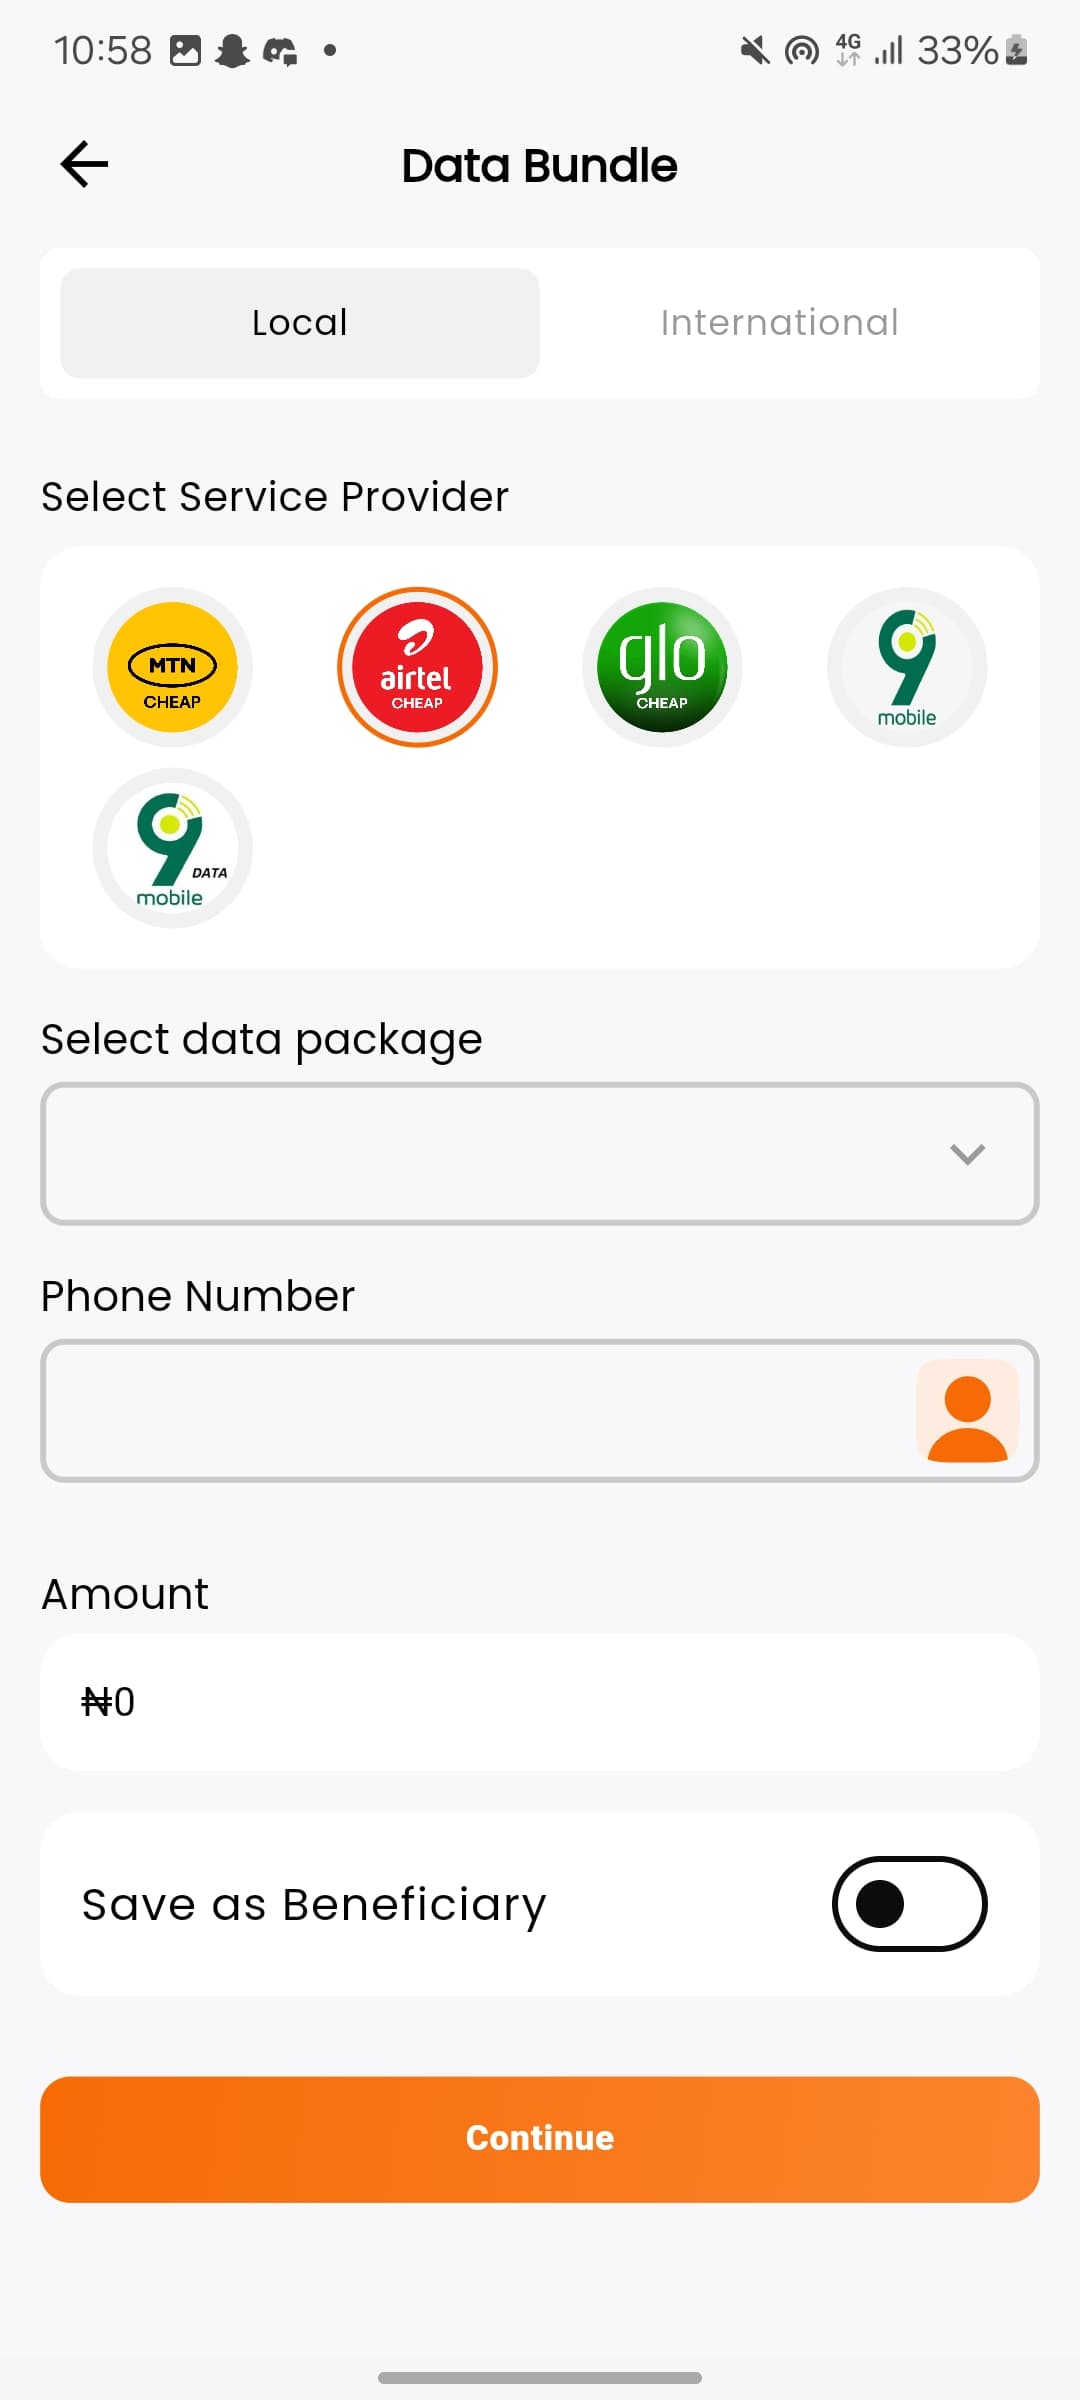 10:58 4G 33%
Data Bundle
Local International
Select Service Provider
MTN CHEAP
airtel CHEAP
glo CHEAP
9 mobile
9 DATA mobile
Select data package
Phone Number
Amount
₦0
Save as Beneficiary
Continue